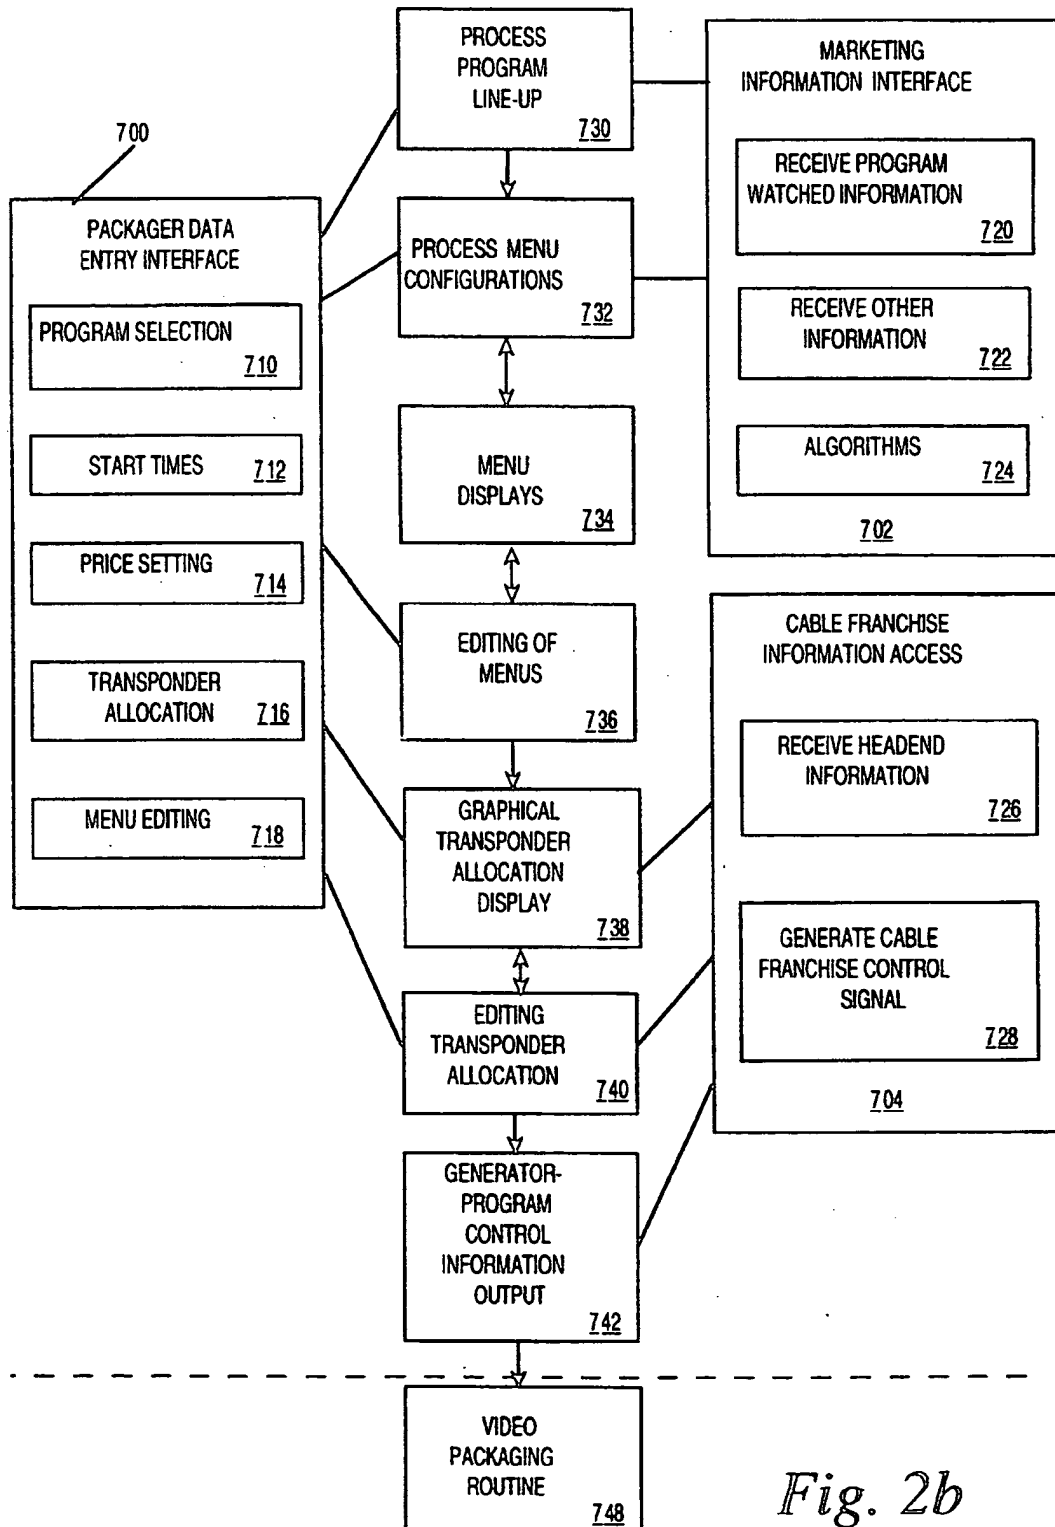 700
PACKAGER DATA
ENTRY INTERFACE
PROGRAM SELECTION
710
START TIMES 712
PRICE SETTING
714
TRANSPONDER
ALLOCATION 716
MENU EDITING 718
PROCESS
PROGRAM
LINE-UP
730
PROCESS MENU
CONFIGURATIONS
732
MENU
DISPLAYS
734
EDITING OF
MENUS
736
GRAPHICAL
TRANSPONDER
ALLOCATION
DISPLAY
738
EDITING
TRANSPONDER
ALLOCATION
740
GENERATOR-
PROGRAM
CONTROL
INFORMATION
OUTPUT
742
VIDEO
PACKAGING
ROUTINE
748
MARKETING
INFORMATION INTERFACE
RECEIVE PROGRAM
WATCHED INFORMATION
720
RECEIVE OTHER
INFORMATION
722
ALGORITHMS
724
702
CABLE FRANCHISE
INFORMATION ACCESS
RECEIVE HEADEND
INFORMATION
726
GENERATE CABLE
FRANCHISE CONTROL
SIGNAL
728
704
Fig. 2b